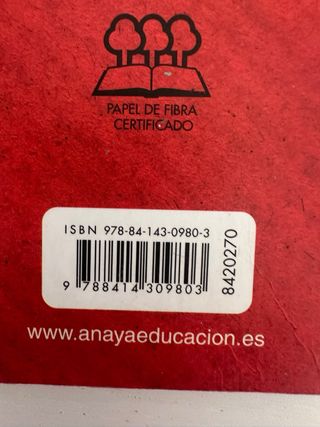 PAPEL DE FIBRA
CERTIFICADO
ISBN 978-84-143-0980-3
9 788414 309803
8420270
www.anayaeducacion.es